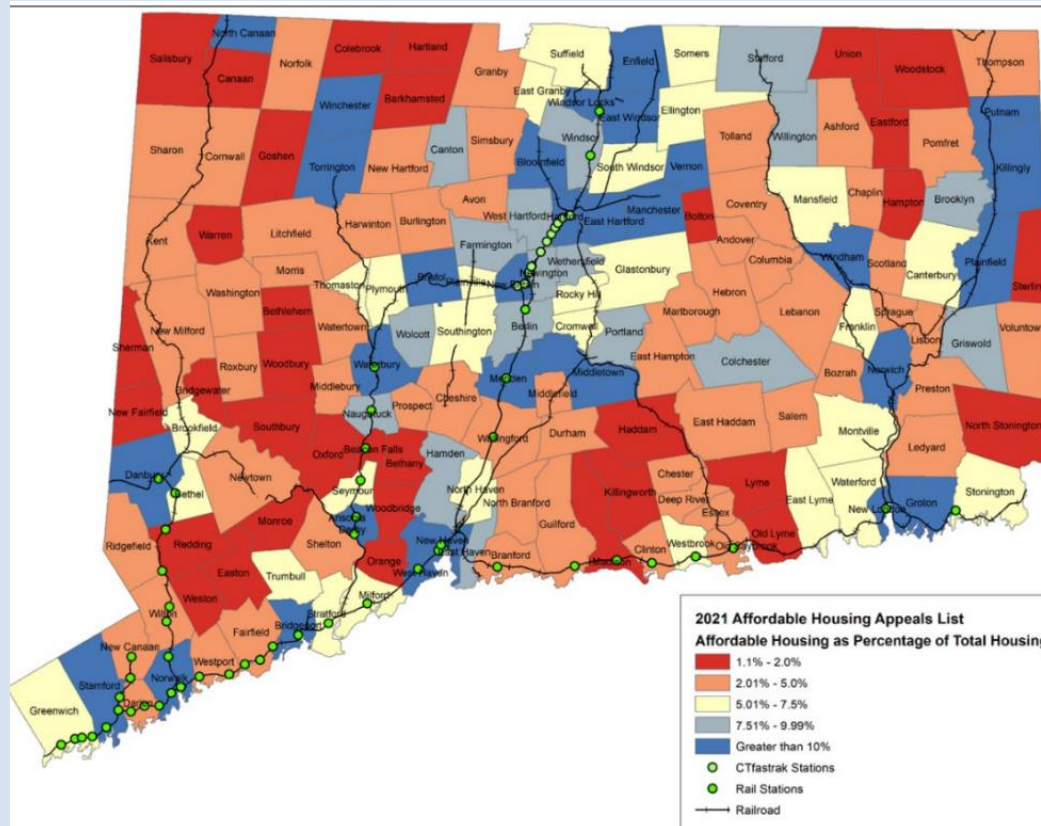 North Canaan
Salisbury
Canaan
Norfolk
Colebrook
Hartland
Granby
Suffield
Enfield
Somers
Stafford
Union
Woodstock
Thompson
East Granby
Windsor Locks
East Windsor
Ellington
Putnam
Winchester
Barkhamsted
Canton
Simsbury
Windsor
Bloomfield
South Windsor
Vernon
Tolland
Willington
Ashford
Eastford
Pomfret
Killingly
Sharon
Cornwall
Goshen
Torrington
New Hartford
Avon
West Hartford
East Hartford
Manchester
Bolton
Coventry
Mansfield
Chaplin
Hampton
Brooklyn
Kent
Warren
Litchfield
Harwinton
Burlington
Farmington
Wethersfield
Newington
Glastonbury
Andover
Columbia
Windham
Scotland
Canterbury
Plainfield
Sterling
Morris
Washington
Bethlehem
Thomaston
Plymouth
Bristol
Plainville
New Britain
Rocky Hill
Hebron
Marlborough
Lebanon
Franklin
Sprague
Lisbon
Griswold
Voluntown
New Milford
Watertown
Wolcott
Southington
Berlin
Cromwell
Portland
East Hampton
Colchester
Bozrah
Norwich
Preston
Sherman
Roxbury
Woodbury
Middlebury
Waterbury
Meriden
Middletown
Middlefield
Bridgewater
Naugatuck
Prospect
Cheshire
New Fairfield
Brookfield
Southbury
Oxford
Beacon Falls
Bethany
Hamden
Wallingford
Durham
Haddam
East Haddam
Salem
Montville
Ledyard
North Stonington
Danbury
Bethel
Newtown
Seymour
Woodbridge
North Haven
North Branford
Killingworth
Chester
Deep River
Essex
Lyme
East Lyme
Waterford
Groton
Stonington
New London
Ansonia
Derby
Monroe
Shelton
Orange
New Haven
East Haven
West Haven
Guilford
Branford
Madison
Clinton
Westbrook
Old Saybrook
Old Lyme
Ridgefield
Redding
Easton
Trumbull
Weston
Milford
Stratford
Wilton
Fairfield
Bridgeport
New Canaan
Westport
Norwalk
Stamford
Darien
Greenwich
2021 Affordable Housing Appeals List
Affordable Housing as Percentage of Total Housing
1.1% - 2.0%
2.01% - 5.0%
5.01% - 7.5%
7.51% - 9.99%
Greater than 10%
CTfastrak Stations
Rail Stations
Railroad